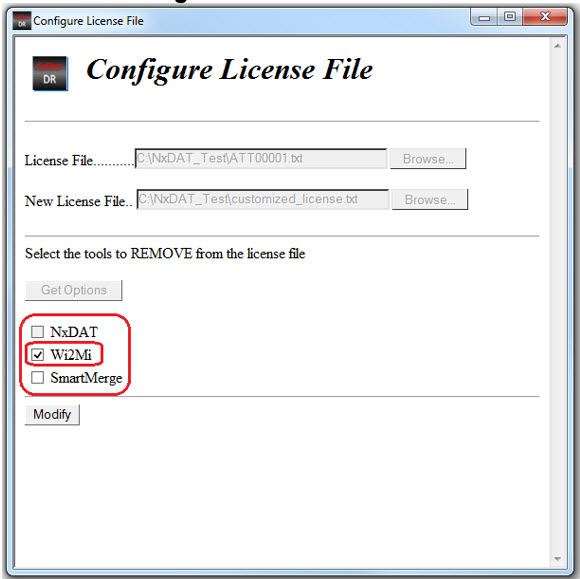 Configure License File
DR
Configure License File
License File..........C:\NxDAT_Test\ATT00001.txt Browse...
New License File.. C:\NxDAT_Test\customized_license.txt Browse...
Select the tools to REMOVE from the license file
Get Options
NxDAT
Wi2Mi
SmartMerge
Modify